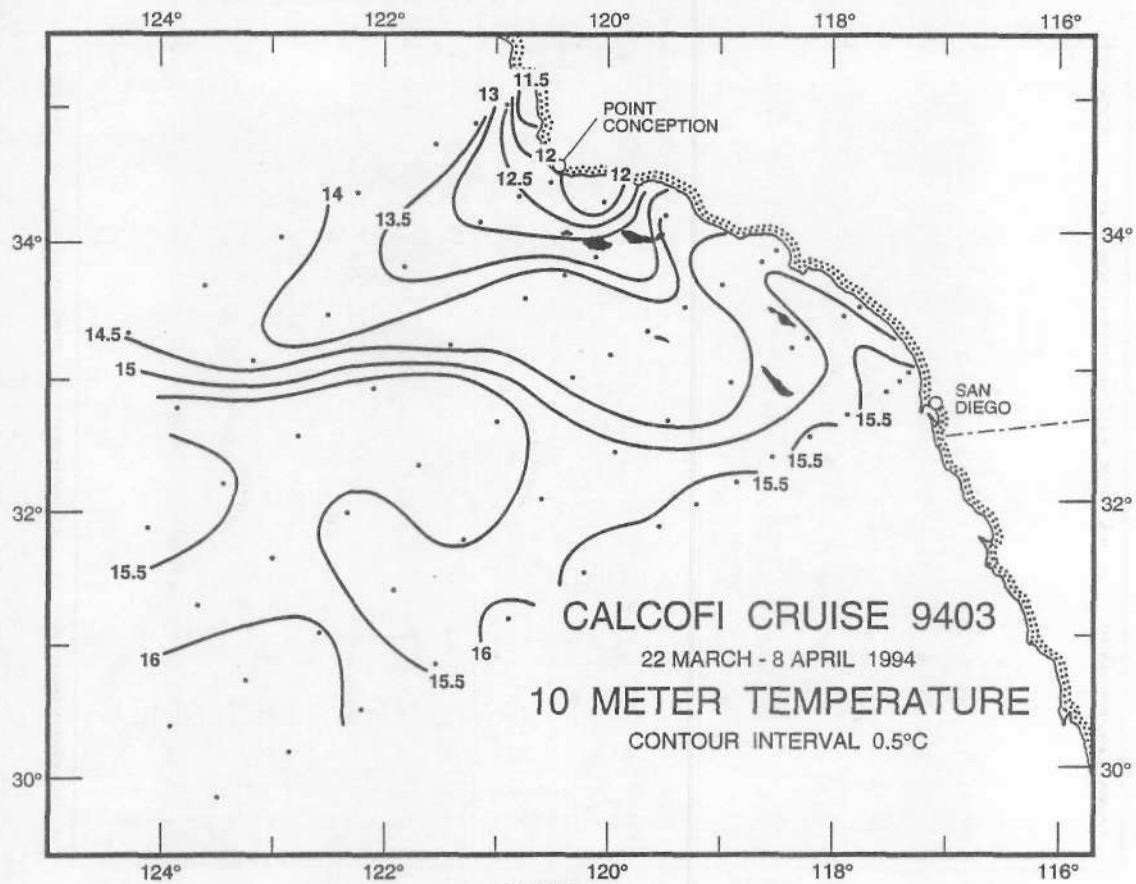 124° 122° 120° 118° 116°
11.5
13
POINT
CONCEPTION
12
12
12.5
14
13.5
34° 34°
14.5
15
SAN
DIEGO
15.5
15.5
15.5
32° 32°
15.5
CALCOFI CRUISE 9403
16
16
22 MARCH - 8 APRIL 1994
15.5
10 METER TEMPERATURE
CONTOUR INTERVAL 0.5°C
30° 30°
124° 122° 120° 118° 116°